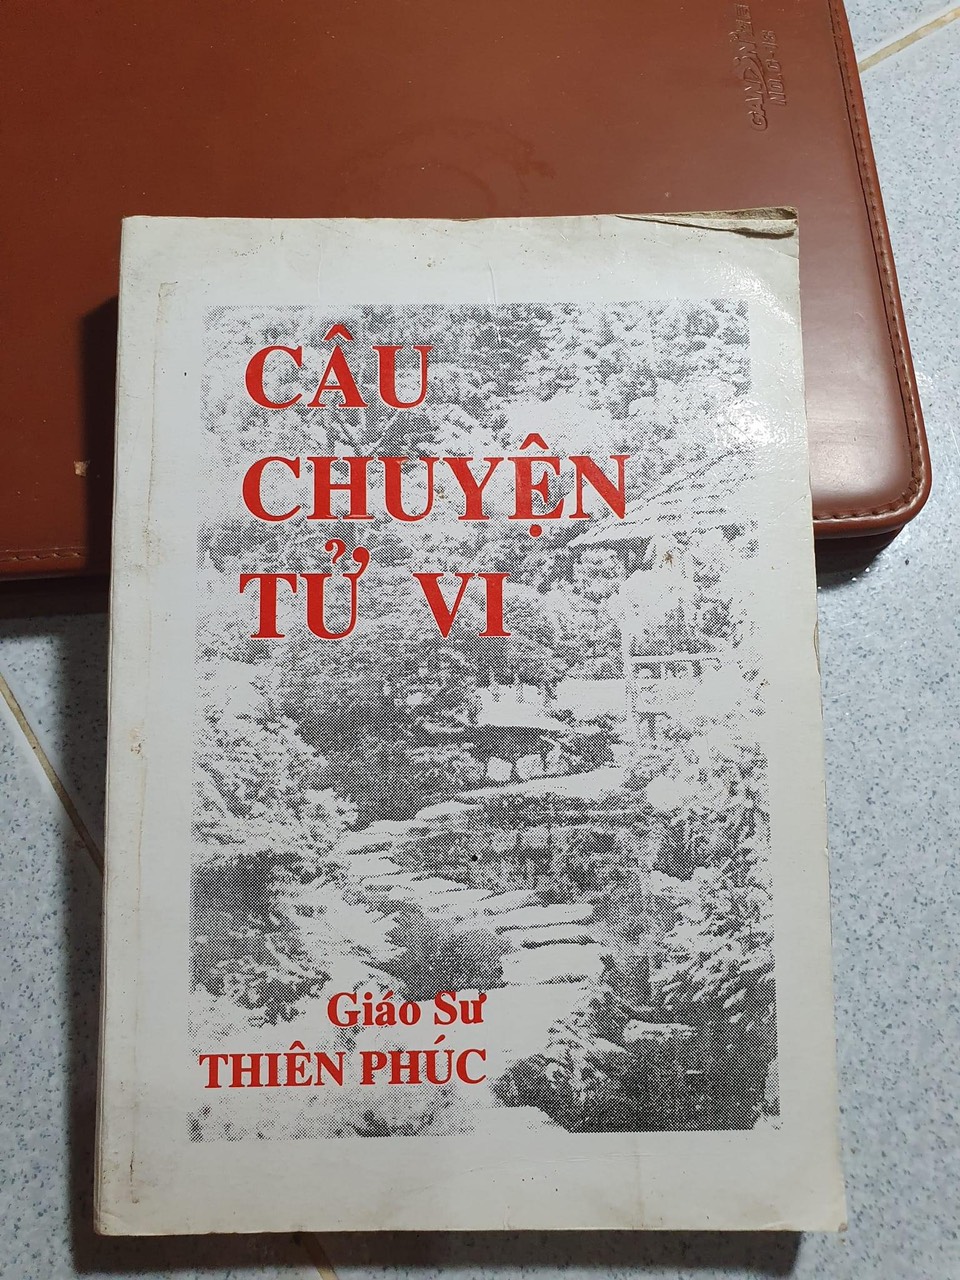 CÂU
CHUYỆN
TỬ VI
Giáo Sư
THIÊN PHÚC